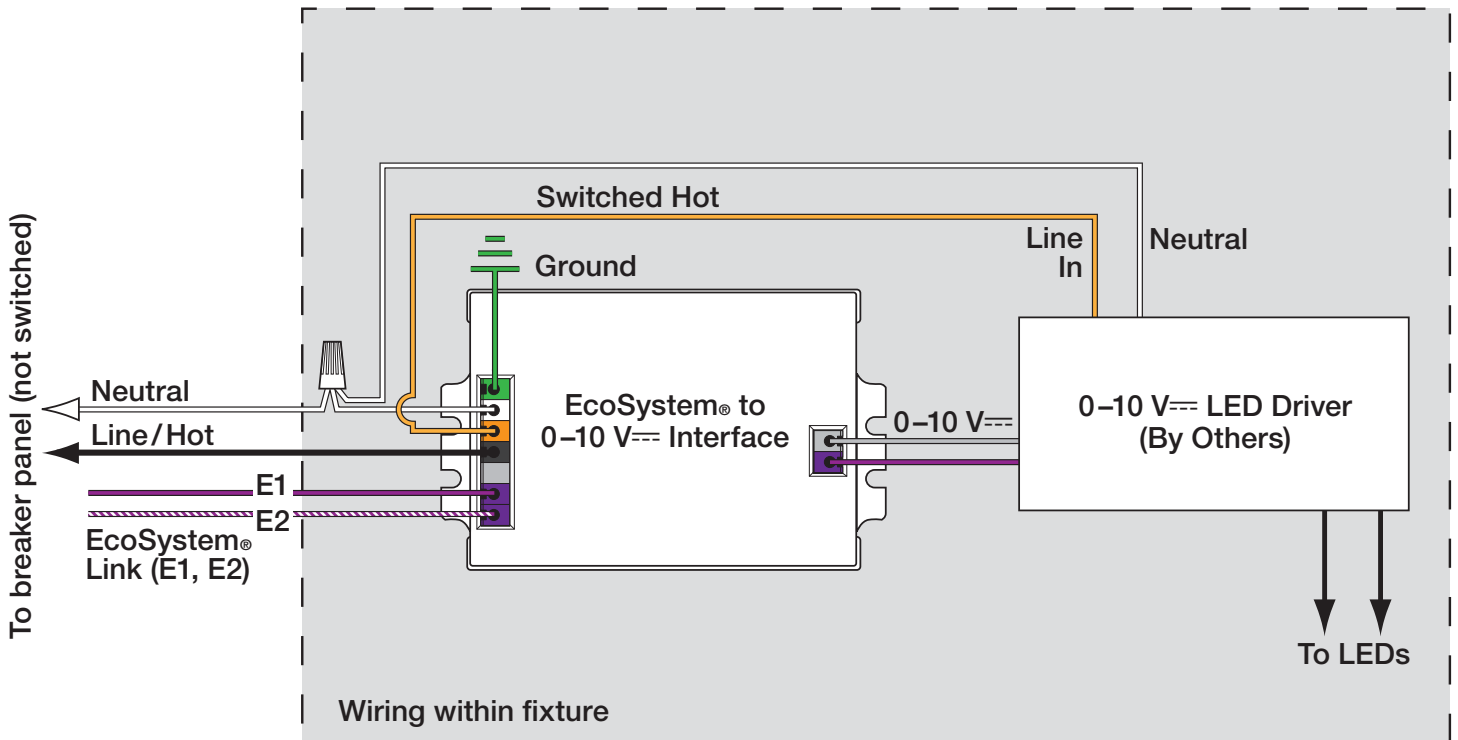 To breaker panel (not switched)
Switched Hot
Line
In
Neutral
Ground
Neutral
Line/Hot
EcoSystem® to
0–10 V⎓ Interface
0–10 V⎓
0–10 V⎓ LED Driver
(By Others)
E1
E2
EcoSystem®
Link (E1, E2)
To LEDs
Wiring within fixture